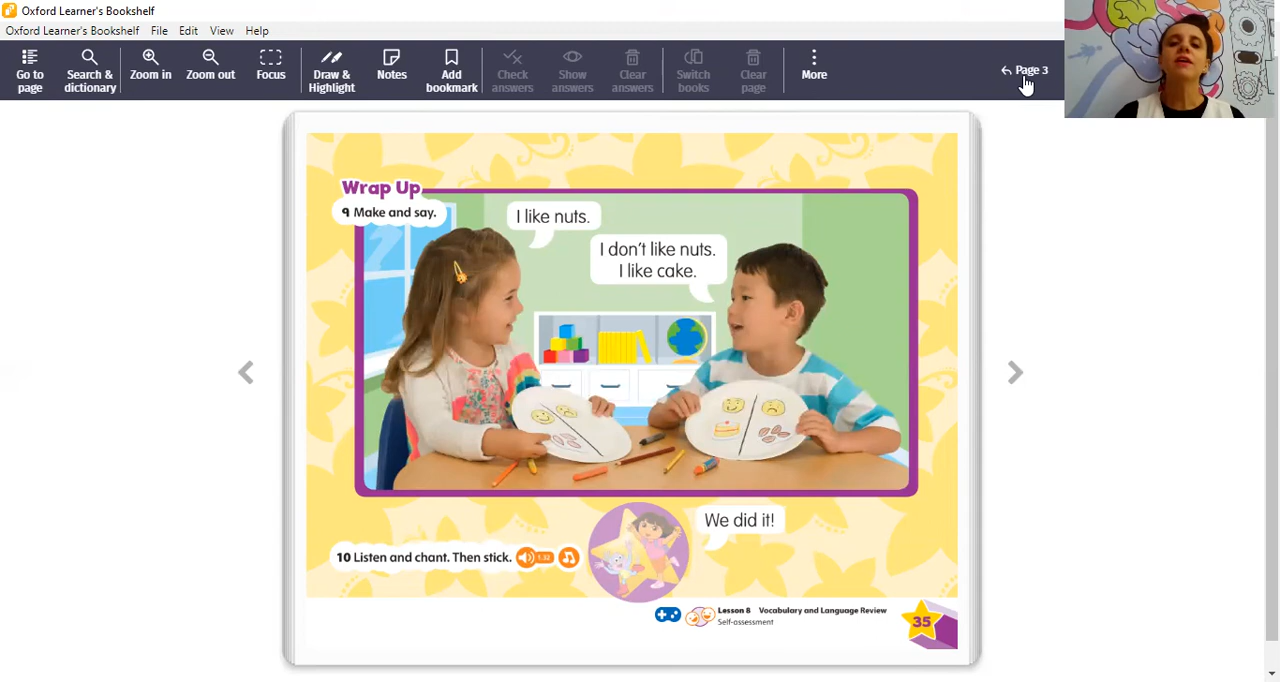 Oxford Learner's Bookshelf
Oxford Learner's Bookshelf File Edit View Help
Go to page
Search & dictionary
Zoom in
Zoom out
Focus
Draw & Highlight
Notes
Add bookmark
Check answers
Show answers
Clear answers
Switch books
Clear page
More
Page 3
Wrap Up
9 Make and say.
I like nuts.
I don't like nuts.
I like cake.
We did it!
10 Listen and chant. Then stick. 1.32
Lesson 8 Vocabulary and Language Review
Self-assessment
35